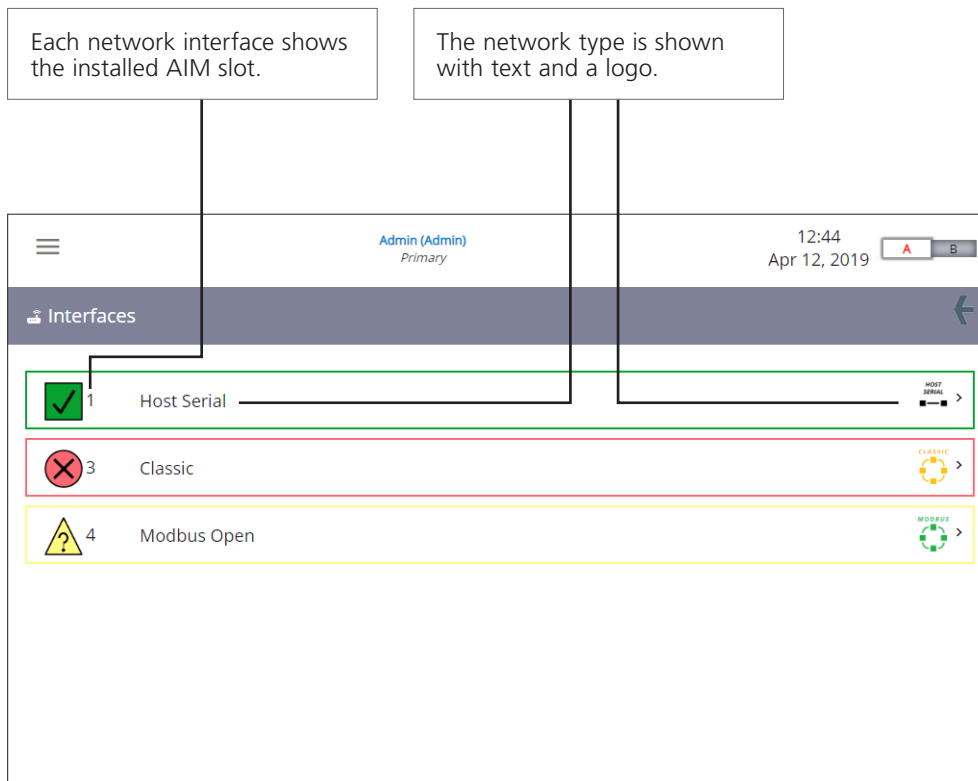 Each network interface shows
the installed AIM slot.
The network type is shown
with text and a logo.
Admin (Admin)
Primary
12:44
Apr 12, 2019
A
B
Interfaces
1
Host Serial
HOST
SERIAL
3
Classic
CLASSIC
?
4
Modbus Open
MODBUS